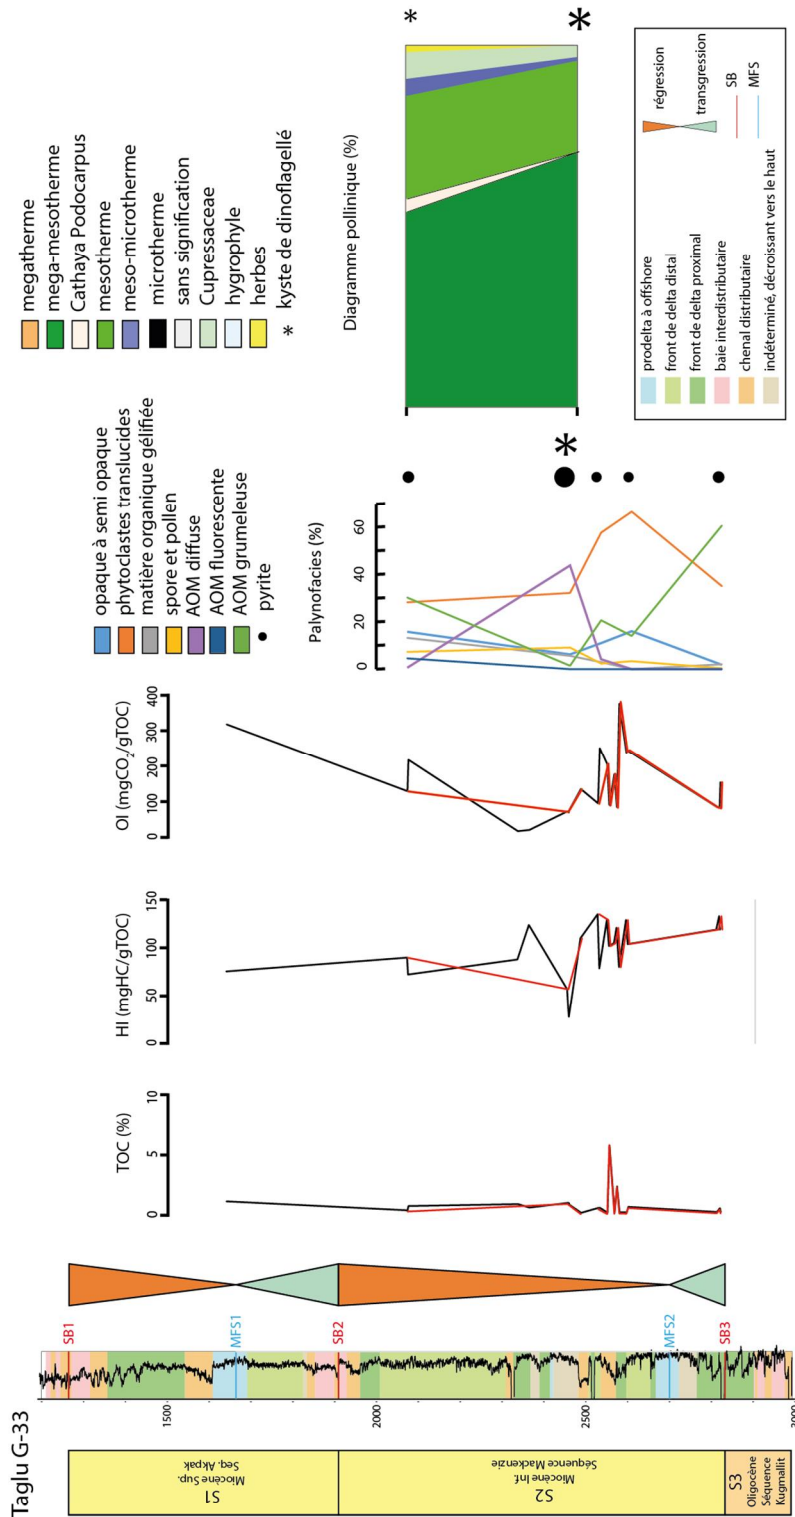 Taglu G-33
S1
Miocène Sup.
Seq. Akpak
S2
Miocène Inf.
Séquence Mackenzie
S3
Oligocène
Séquence
Kugmallit
1500
2000
2500
3000
SB1
MFS1
SB2
MFS2
SB3
TOC (%)
0
5
10
HI (mgHC/gTOC)
0
50
100
150
OI (mgCO2/gTOC)
0
100
200
300
400
opaque à semi opaque
phytoclastes translucides
matière organique gélifiée
spore et pollen
AOM diffuse
AOM fluorescente
AOM grumeleuse
pyrite
Palynofacies (%)
0
20
40
60
*
megatherme
mega-mesotherme
Cathaya Podocarpus
mesotherme
meso-microtherme
microtherme
sans signification
Cupressaceae
hygrophyle
herbes
* kyste de dinoflagellé
Diagramme pollinique (%)
*
*
prodelta à offshore
front de delta distal
front de delta proximal
baie interdistributaire
chenal distributaire
indéterminé, décroissant vers le haut
régression
transgression
SB
MFS